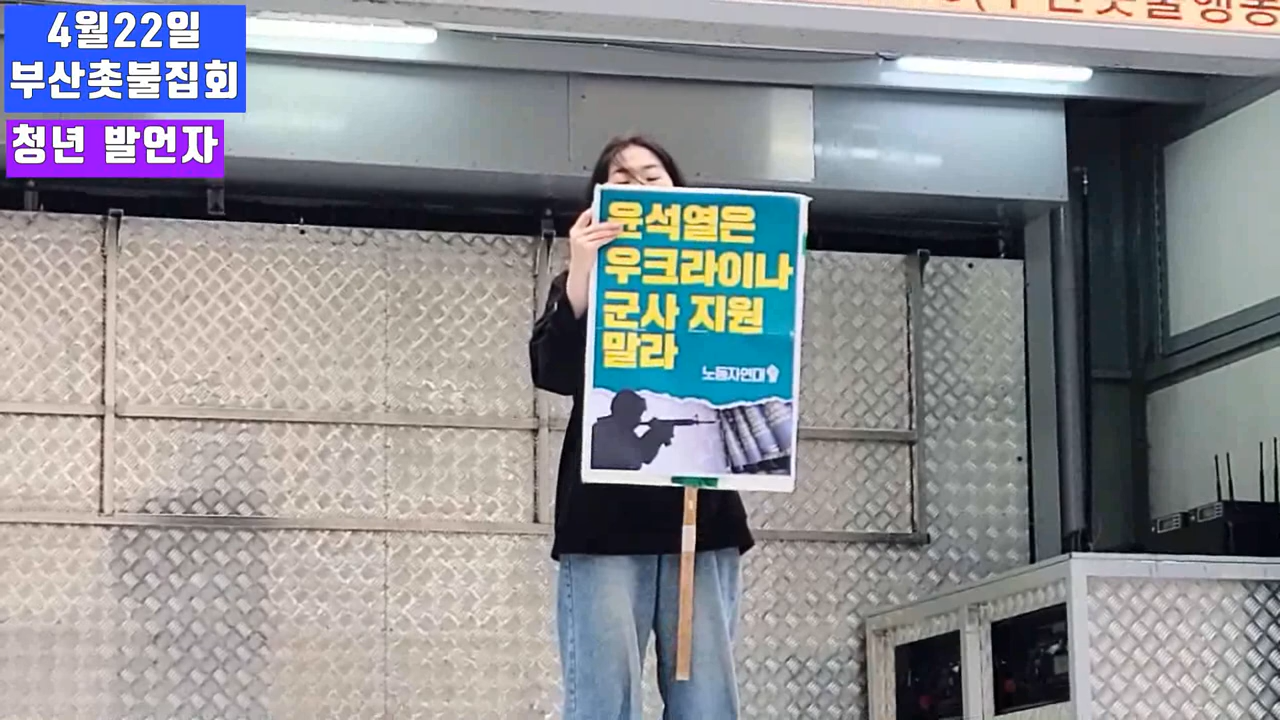 4월22일
부산촛불집회
청년 발언자
윤석열은
우크라이나
군사 지원
말라
노동자연대